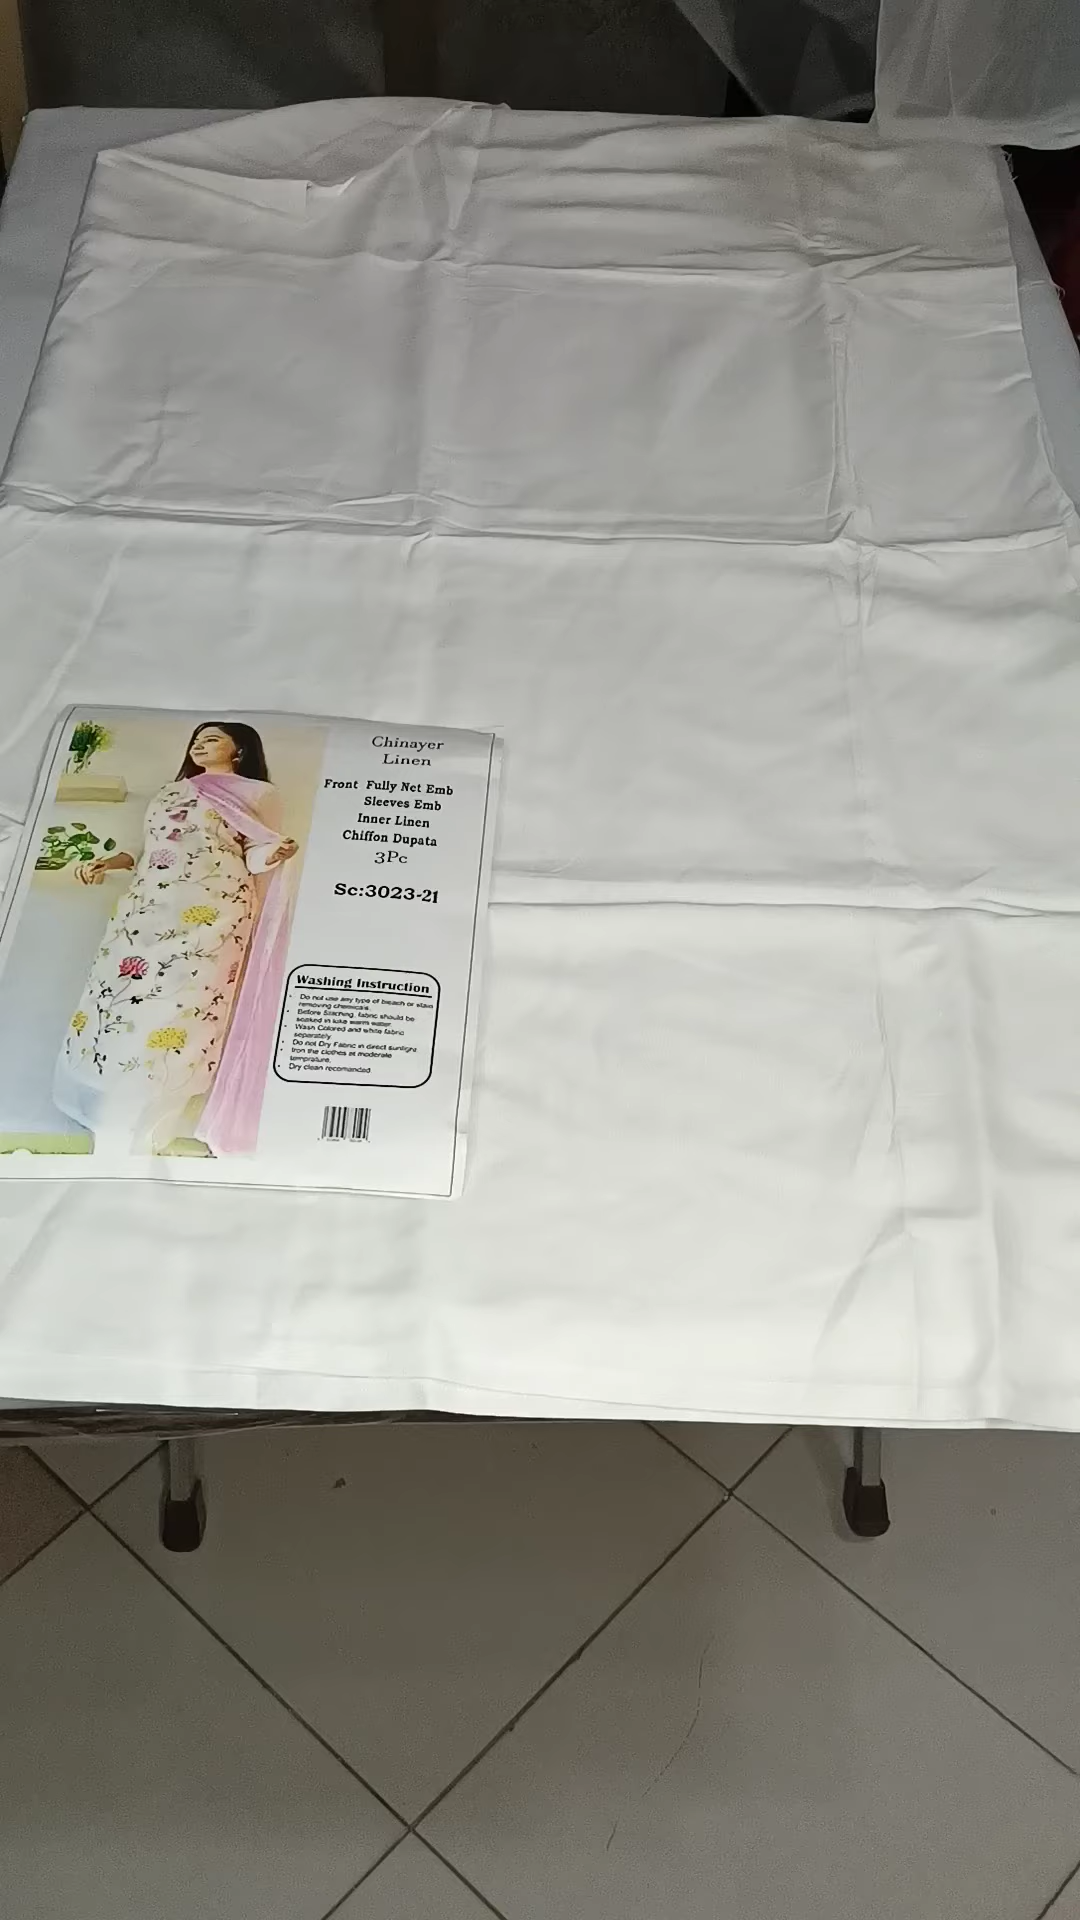 Chinayer
Linen
Front Fully Net Emb
Sleeves Emb
Inner Linen
Chiffon Dupata
3Pc
Sc:3023-21
Washing Instruction
• Do not use any type of bleach or stain
removing chemicals.
• Before Stitching, fabric should be
soaked in luke warm water.
• Wash Colored and white fabric
separately.
• Do not Dry Fabric in direct sunlight
• Iron the clothes at moderate
temprature.
• Dry clean recomended.